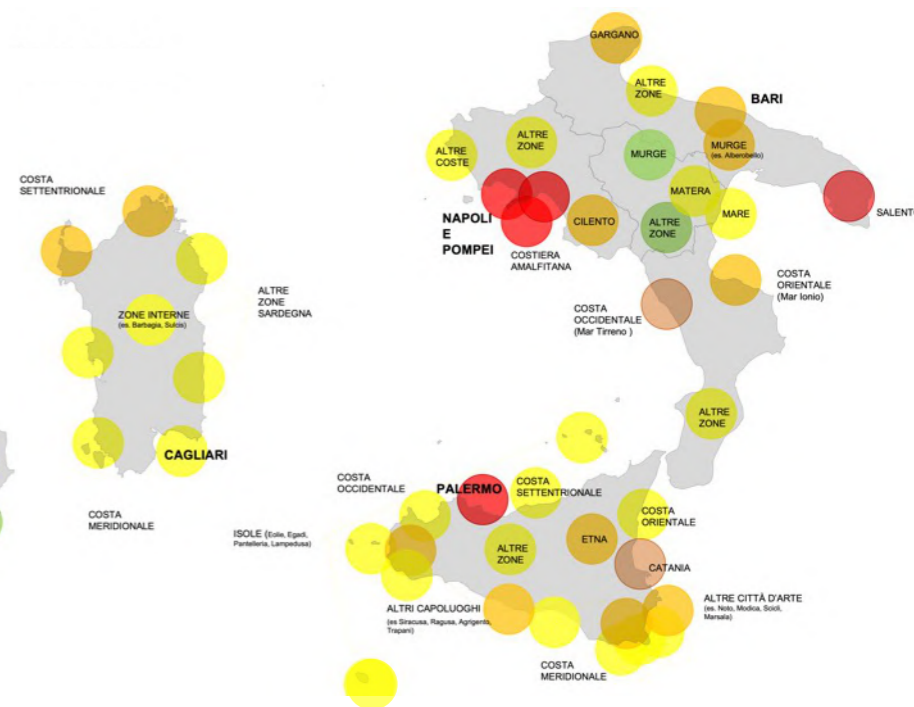 GARGANO
ALTRE
ZONE
BARI
ALTRE
ZONE
ALTRE
COSTE
MURGE
MURGE
(es. Alberobello)
COSTA
SETTENTRIONALE
MATERA
NAPOLI
E
POMPEI
CILENTO
ALTRE
ZONE
MARE
SALENTO
COSTIERA
AMALFITANA
COSTA
ORIENTALE
(Mar Ionio)
ALTRE
ZONE
SARDEGNA
ZONE INTERNE
(es. Barbagia, Sulcis)
COSTA
OCCIDENTALE
(Mar Tirreno )
ALTRE
ZONE
CAGLIARI
COSTA
OCCIDENTALE
PALERMO
COSTA
SETTENTRIONALE
COSTA
MERIDIONALE
ISOLE (Eolie, Egadi,
Pantelleria, Lampedusa)
COSTA
ORIENTALE
ALTRE
ZONE
ETNA
CATANIA
ALTRI CAPOLUOGHI
(es Siracusa, Ragusa, Agrigento,
Trapani)
ALTRE CITTÀ D'ARTE
(es. Noto, Modica, Scicli,
Marsala)
COSTA
MERIDIONALE